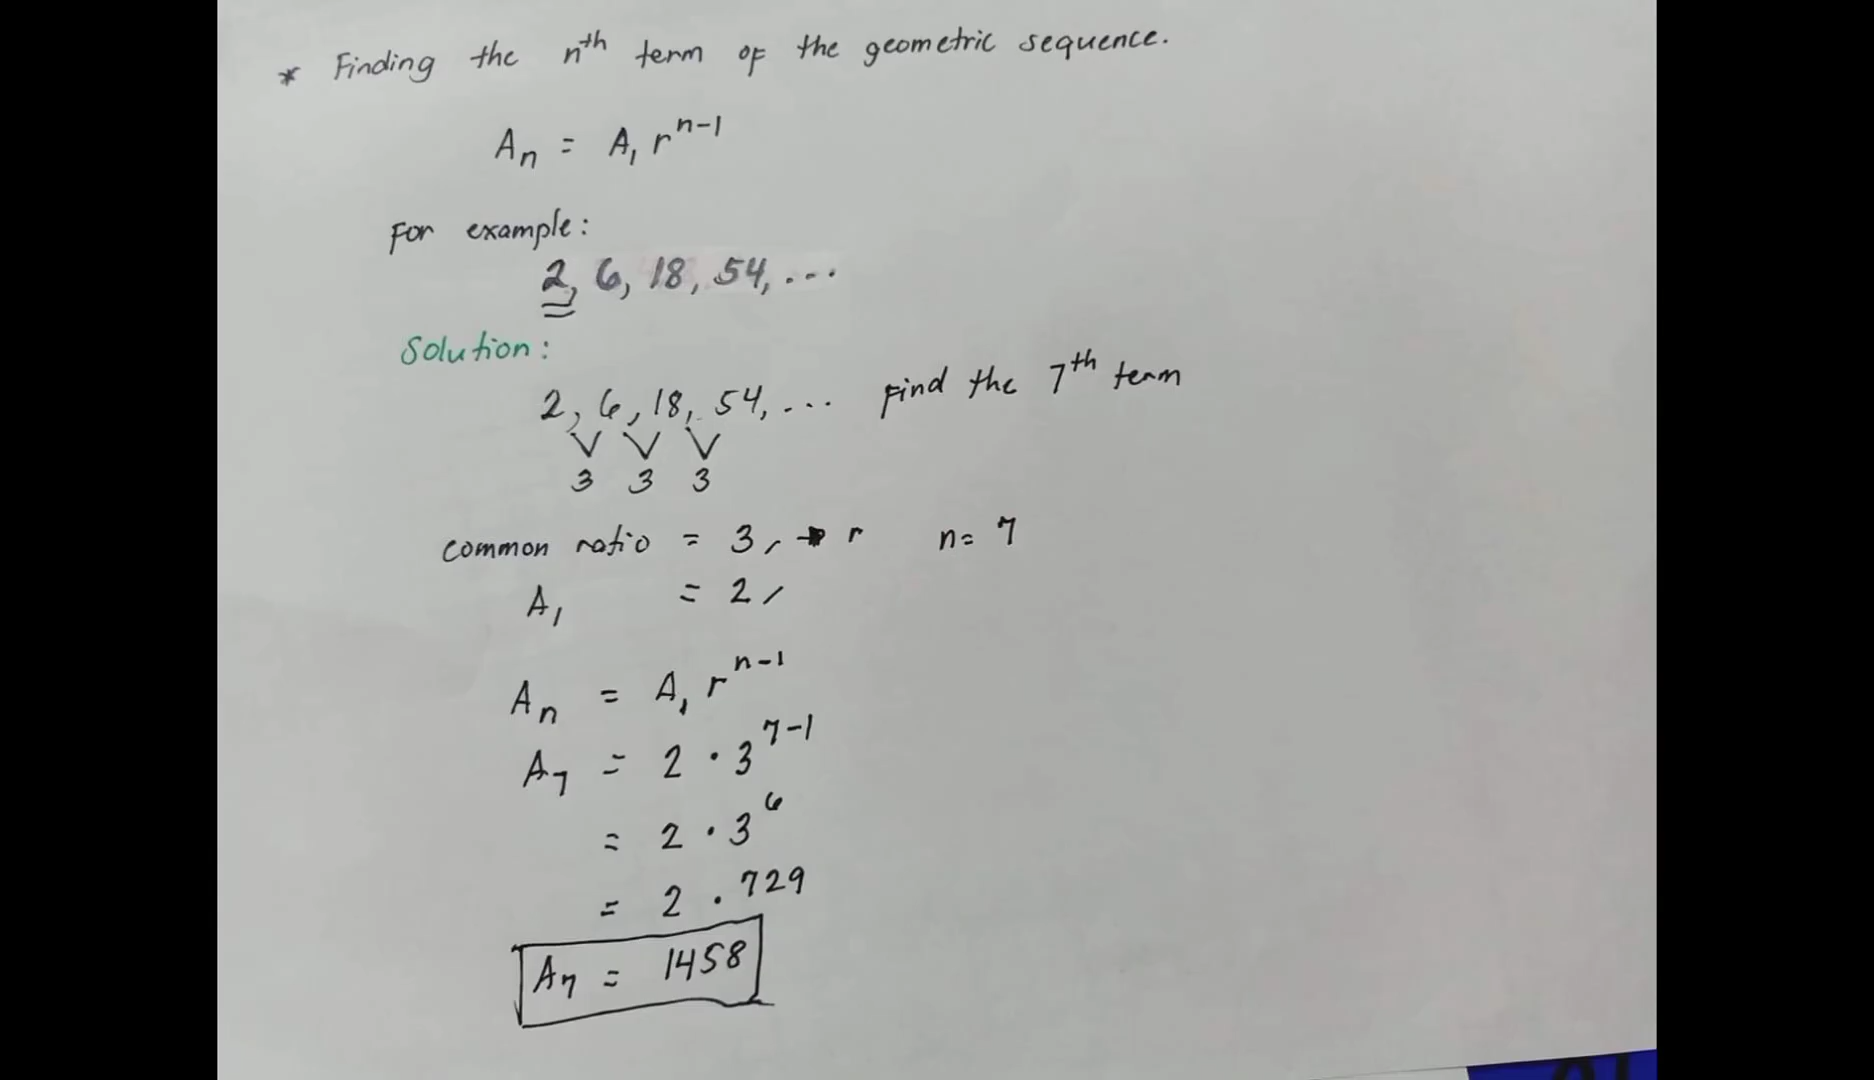 * Finding the nth term of the geometric sequence.
An = A1 r^n-1
For example:
2, 6, 18, 54, ...
Solution:
2, 6, 18, 54, ... Find the 7th term
3 3 3
common ratio = 3, → r n= 7
A1 = 2,
An = A1 r^n-1
A7 = 2 · 3^7-1
= 2 · 3^6
= 2 · 729
A7 = 1458